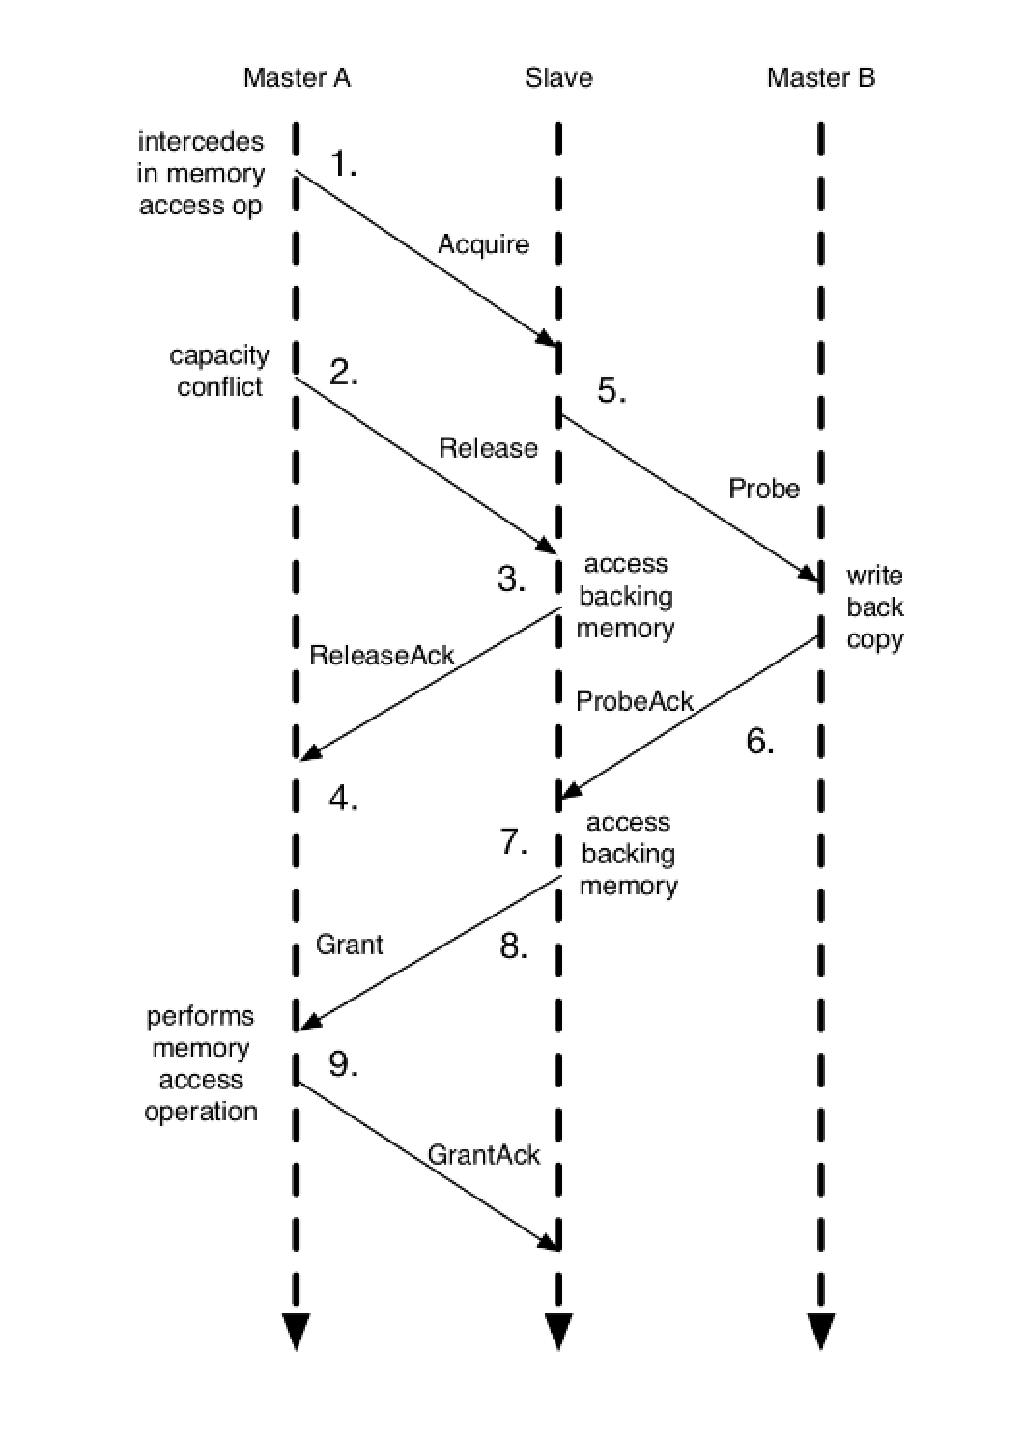 Master A
Slave
Master B
intercedes
in memory
access op
1.
Acquire
capacity
conflict
2.
5.
Release
Probe
3.
access
backing
memory
write
back
copy
ReleaseAck
ProbeAck
6.
4.
7.
access
backing
memory
Grant
8.
performs
memory
access
operation
9.
GrantAck